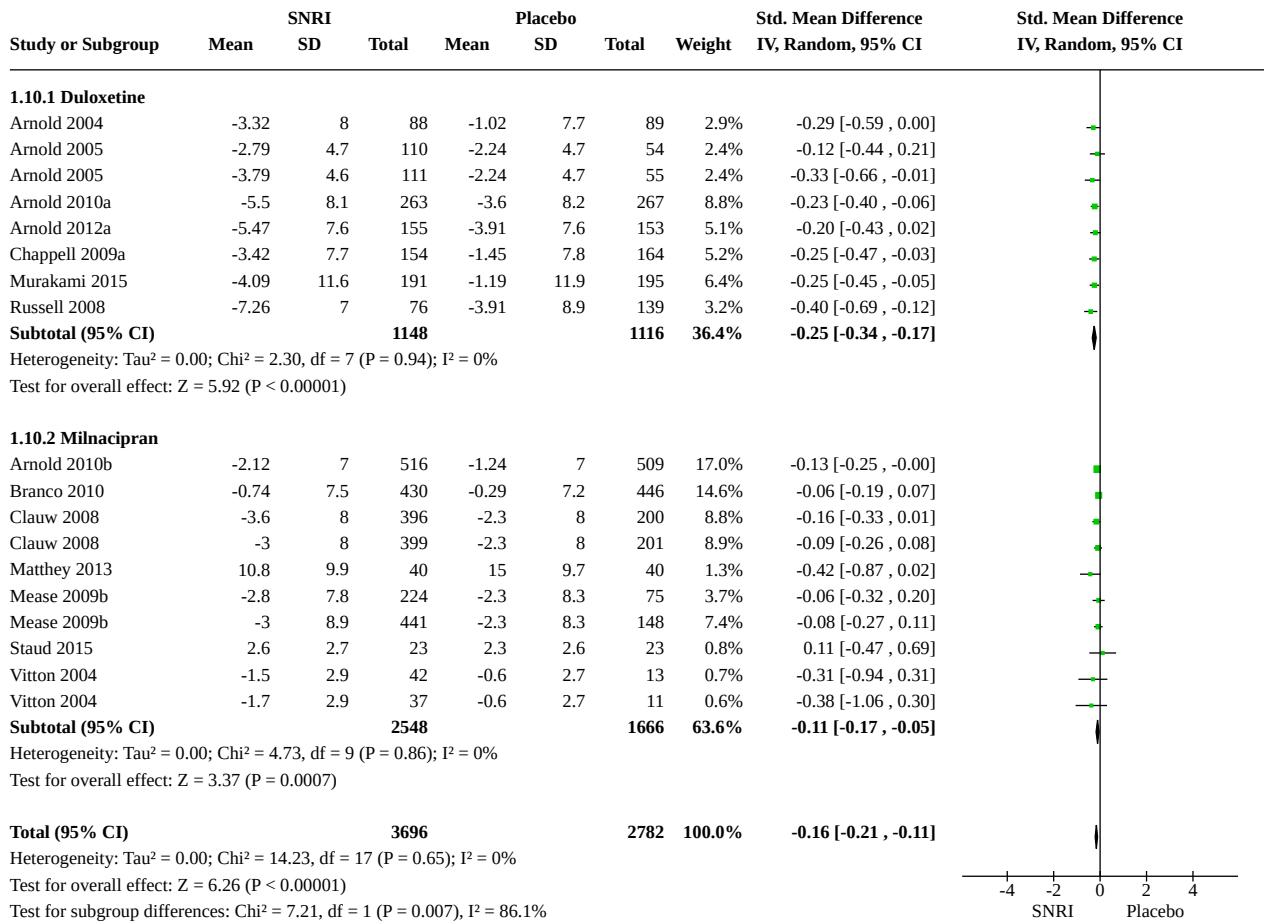 SNRI Placebo Std. Mean Difference Std. Mean Difference
Study or Subgroup Mean SD Total Mean SD Total Weight IV, Random, 95% CI IV, Random, 95% CI
1.10.1 Duloxetine
Arnold 2004 -3.32 8 88 -1.02 7.7 89 2.9% -0.29 [-0.59 , 0.00]
Arnold 2005 -2.79 4.7 110 -2.24 4.7 54 2.4% -0.12 [-0.44 , 0.21]
Arnold 2005 -3.79 4.6 111 -2.24 4.7 55 2.4% -0.33 [-0.66 , -0.01]
Arnold 2010a -5.5 8.1 263 -3.6 8.2 267 8.8% -0.23 [-0.40 , -0.06]
Arnold 2012a -5.47 7.6 155 -3.91 7.6 153 5.1% -0.20 [-0.43 , 0.02]
Chappell 2009a -3.42 7.7 154 -1.45 7.8 164 5.2% -0.25 [-0.47 , -0.03]
Murakami 2015 -4.09 11.6 191 -1.19 11.9 195 6.4% -0.25 [-0.45 , -0.05]
Russell 2008 -7.26 7 76 -3.91 8.9 139 3.2% -0.40 [-0.69 , -0.12]
Subtotal (95% CI) 1148 1116 36.4% -0.25 [-0.34 , -0.17]
Heterogeneity: Tau² = 0.00; Chi² = 2.30, df = 7 (P = 0.94); I² = 0%
Test for overall effect: Z = 5.92 (P < 0.00001)
1.10.2 Milnacipran
Arnold 2010b -2.12 7 516 -1.24 7 509 17.0% -0.13 [-0.25 , -0.00]
Branco 2010 -0.74 7.5 430 -0.29 7.2 446 14.6% -0.06 [-0.19 , 0.07]
Clauw 2008 -3.6 8 396 -2.3 8 200 8.8% -0.16 [-0.33 , 0.01]
Clauw 2008 -3 8 399 -2.3 8 201 8.9% -0.09 [-0.26 , 0.08]
Matthey 2013 10.8 9.9 40 15 9.7 40 1.3% -0.42 [-0.87 , 0.02]
Mease 2009b -2.8 7.8 224 -2.3 8.3 75 3.7% -0.06 [-0.32 , 0.20]
Mease 2009b -3 8.9 441 -2.3 8.3 148 7.4% -0.08 [-0.27 , 0.11]
Staud 2015 2.6 2.7 23 2.3 2.6 23 0.8% 0.11 [-0.47 , 0.69]
Vitton 2004 -1.5 2.9 42 -0.6 2.7 13 0.7% -0.31 [-0.94 , 0.31]
Vitton 2004 -1.7 2.9 37 -0.6 2.7 11 0.6% -0.38 [-1.06 , 0.30]
Subtotal (95% CI) 2548 1666 63.6% -0.11 [-0.17 , -0.05]
Heterogeneity: Tau² = 0.00; Chi² = 4.73, df = 9 (P = 0.86); I² = 0%
Test for overall effect: Z = 3.37 (P = 0.0007)
Total (95% CI) 3696 2782 100.0% -0.16 [-0.21 , -0.11]
Heterogeneity: Tau² = 0.00; Chi² = 14.23, df = 17 (P = 0.65); I² = 0%
Test for overall effect: Z = 6.26 (P < 0.00001) -4 -2 0 2 4
Test for subgroup differences: Chi² = 7.21, df = 1 (P = 0.007), I² = 86.1% SNRI Placebo